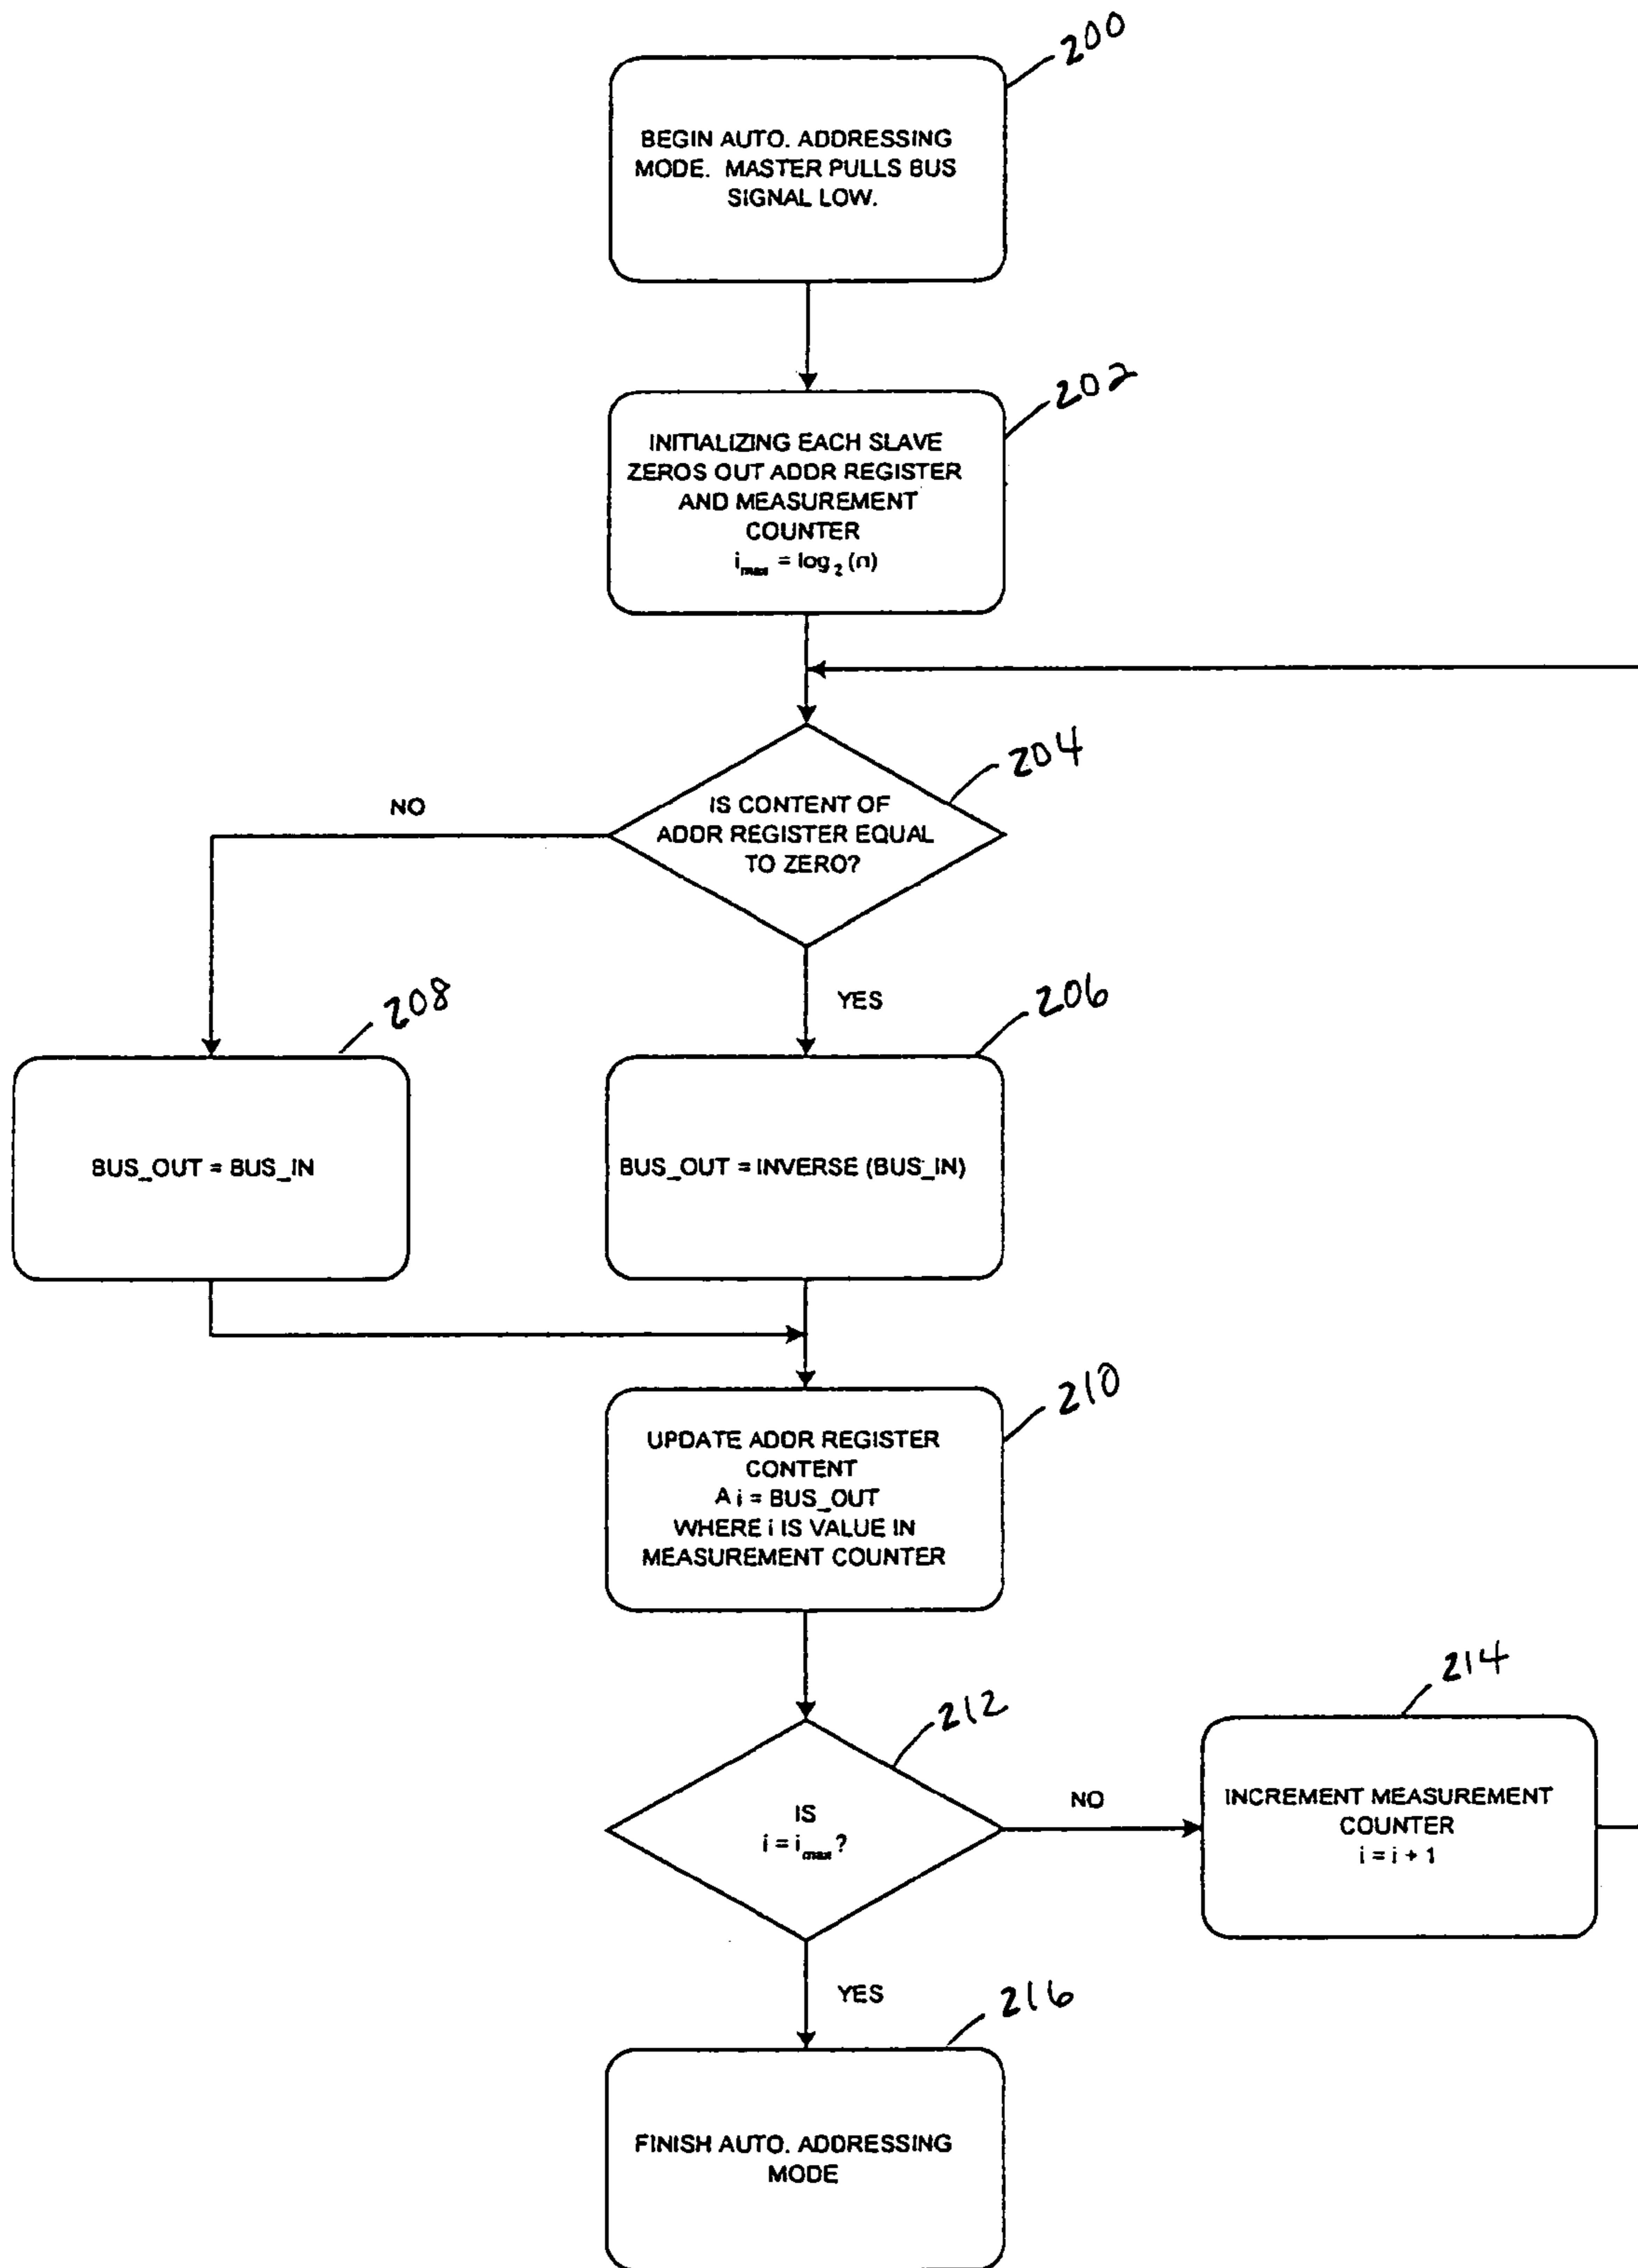 200
BEGIN AUTO. ADDRESSING
MODE. MASTER PULLS BUS
SIGNAL LOW.
202
INITIALIZING EACH SLAVE
ZEROS OUT ADDR REGISTER
AND MEASUREMENT
COUNTER
i_max = log_2 (n)
204
IS CONTENT OF
ADDR REGISTER EQUAL
TO ZERO?
NO
YES
208
206
BUS_OUT = BUS_IN
BUS_OUT = INVERSE (BUS_IN)
210
UPDATE ADDR REGISTER
CONTENT
A i = BUS_OUT
WHERE i IS VALUE IN
MEASUREMENT COUNTER
212
214
IS
i = i_max ?
NO
INCREMENT MEASUREMENT
COUNTER
i = i + 1
YES
216
FINISH AUTO. ADDRESSING
MODE